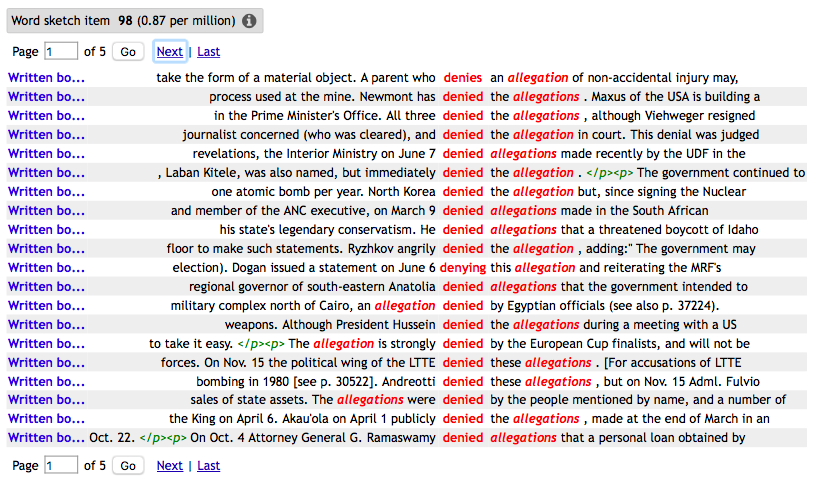 Word sketch item 98 (0.87 per million) i
Page 1 of 5 Go Next | Last
Written bo... take the form of a material object. A parent who denies an allegation of non-accidental injury may,
Written bo... process used at the mine. Newmont has denied the allegations . Maxus of the USA is building a
Written bo... in the Prime Minister's Office. All three denied the allegations , although Viehweger resigned
Written bo... journalist concerned (who was cleared), and denied the allegation in court. This denial was judged
Written bo... revelations, the Interior Ministry on June 7 denied allegations made recently by the UDF in the
Written bo... , Laban Kitele, was also named, but immediately denied the allegation . </p><p> The government continued to
Written bo... one atomic bomb per year. North Korea denied the allegation but, since signing the Nuclear
Written bo... and member of the ANC executive, on March 9 denied allegations made in the South African
Written bo... his state's legendary conservatism. He denied allegations that a threatened boycott of Idaho
Written bo... floor to make such statements. Ryzhkov angrily denied the allegation , adding:" The government may
Written bo... election). Dogan issued a statement on June 6 denying this allegation and reiterating the MRF's
Written bo... regional governor of south-eastern Anatolia denied allegations that the government intended to
Written bo... military complex north of Cairo, an allegation denied by Egyptian officials (see also p. 37224).
Written bo... weapons. Although President Hussein denied the allegations during a meeting with a US
Written bo... to take it easy. </p><p> The allegation is strongly denied by the European Cup finalists, and will not be
Written bo... forces. On Nov. 15 the political wing of the LTTE denied these allegations . [For accusations of LTTE
Written bo... bombing in 1980 [see p. 30522]. Andreotti denied these allegations , but on Nov. 15 Adml. Fulvio
Written bo... sales of state assets. The allegations were denied by the people mentioned by name, and a number of
Written bo... the King on April 6. Akau'ola on April 1 publicly denied the allegations , made at the end of March in an
Written bo... Oct. 22. </p><p> On Oct. 4 Attorney General G. Ramaswamy denied allegations that a personal loan obtained by
Page 1 of 5 Go Next | Last